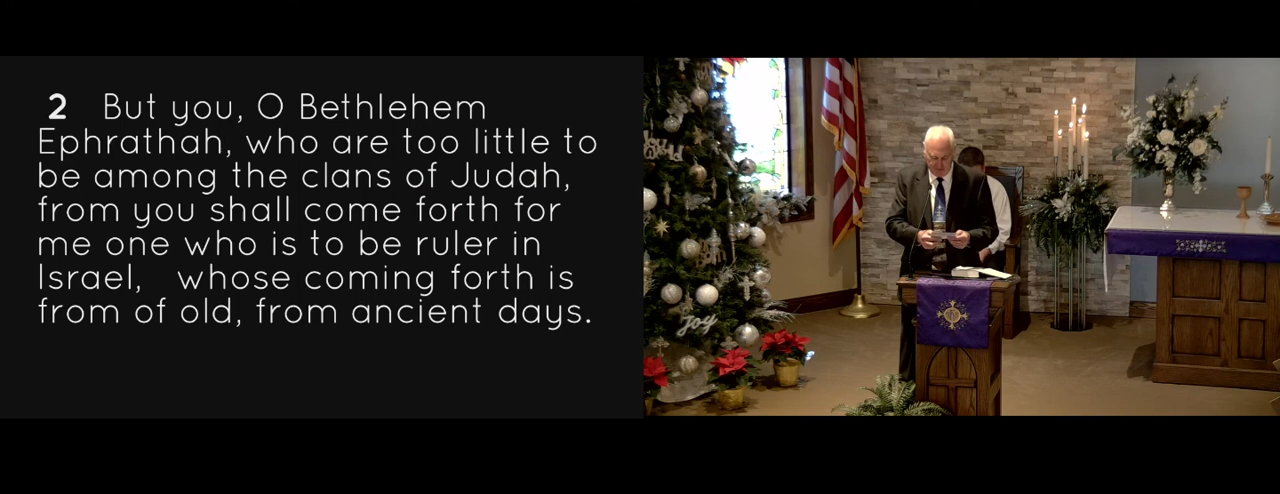 2 But you, O Bethlehem
Ephrathah, who are too little to
be among the clans of Judah,
from you shall come forth for
me one who is to be ruler in
Israel, whose coming forth is
from of old, from ancient days.
joy